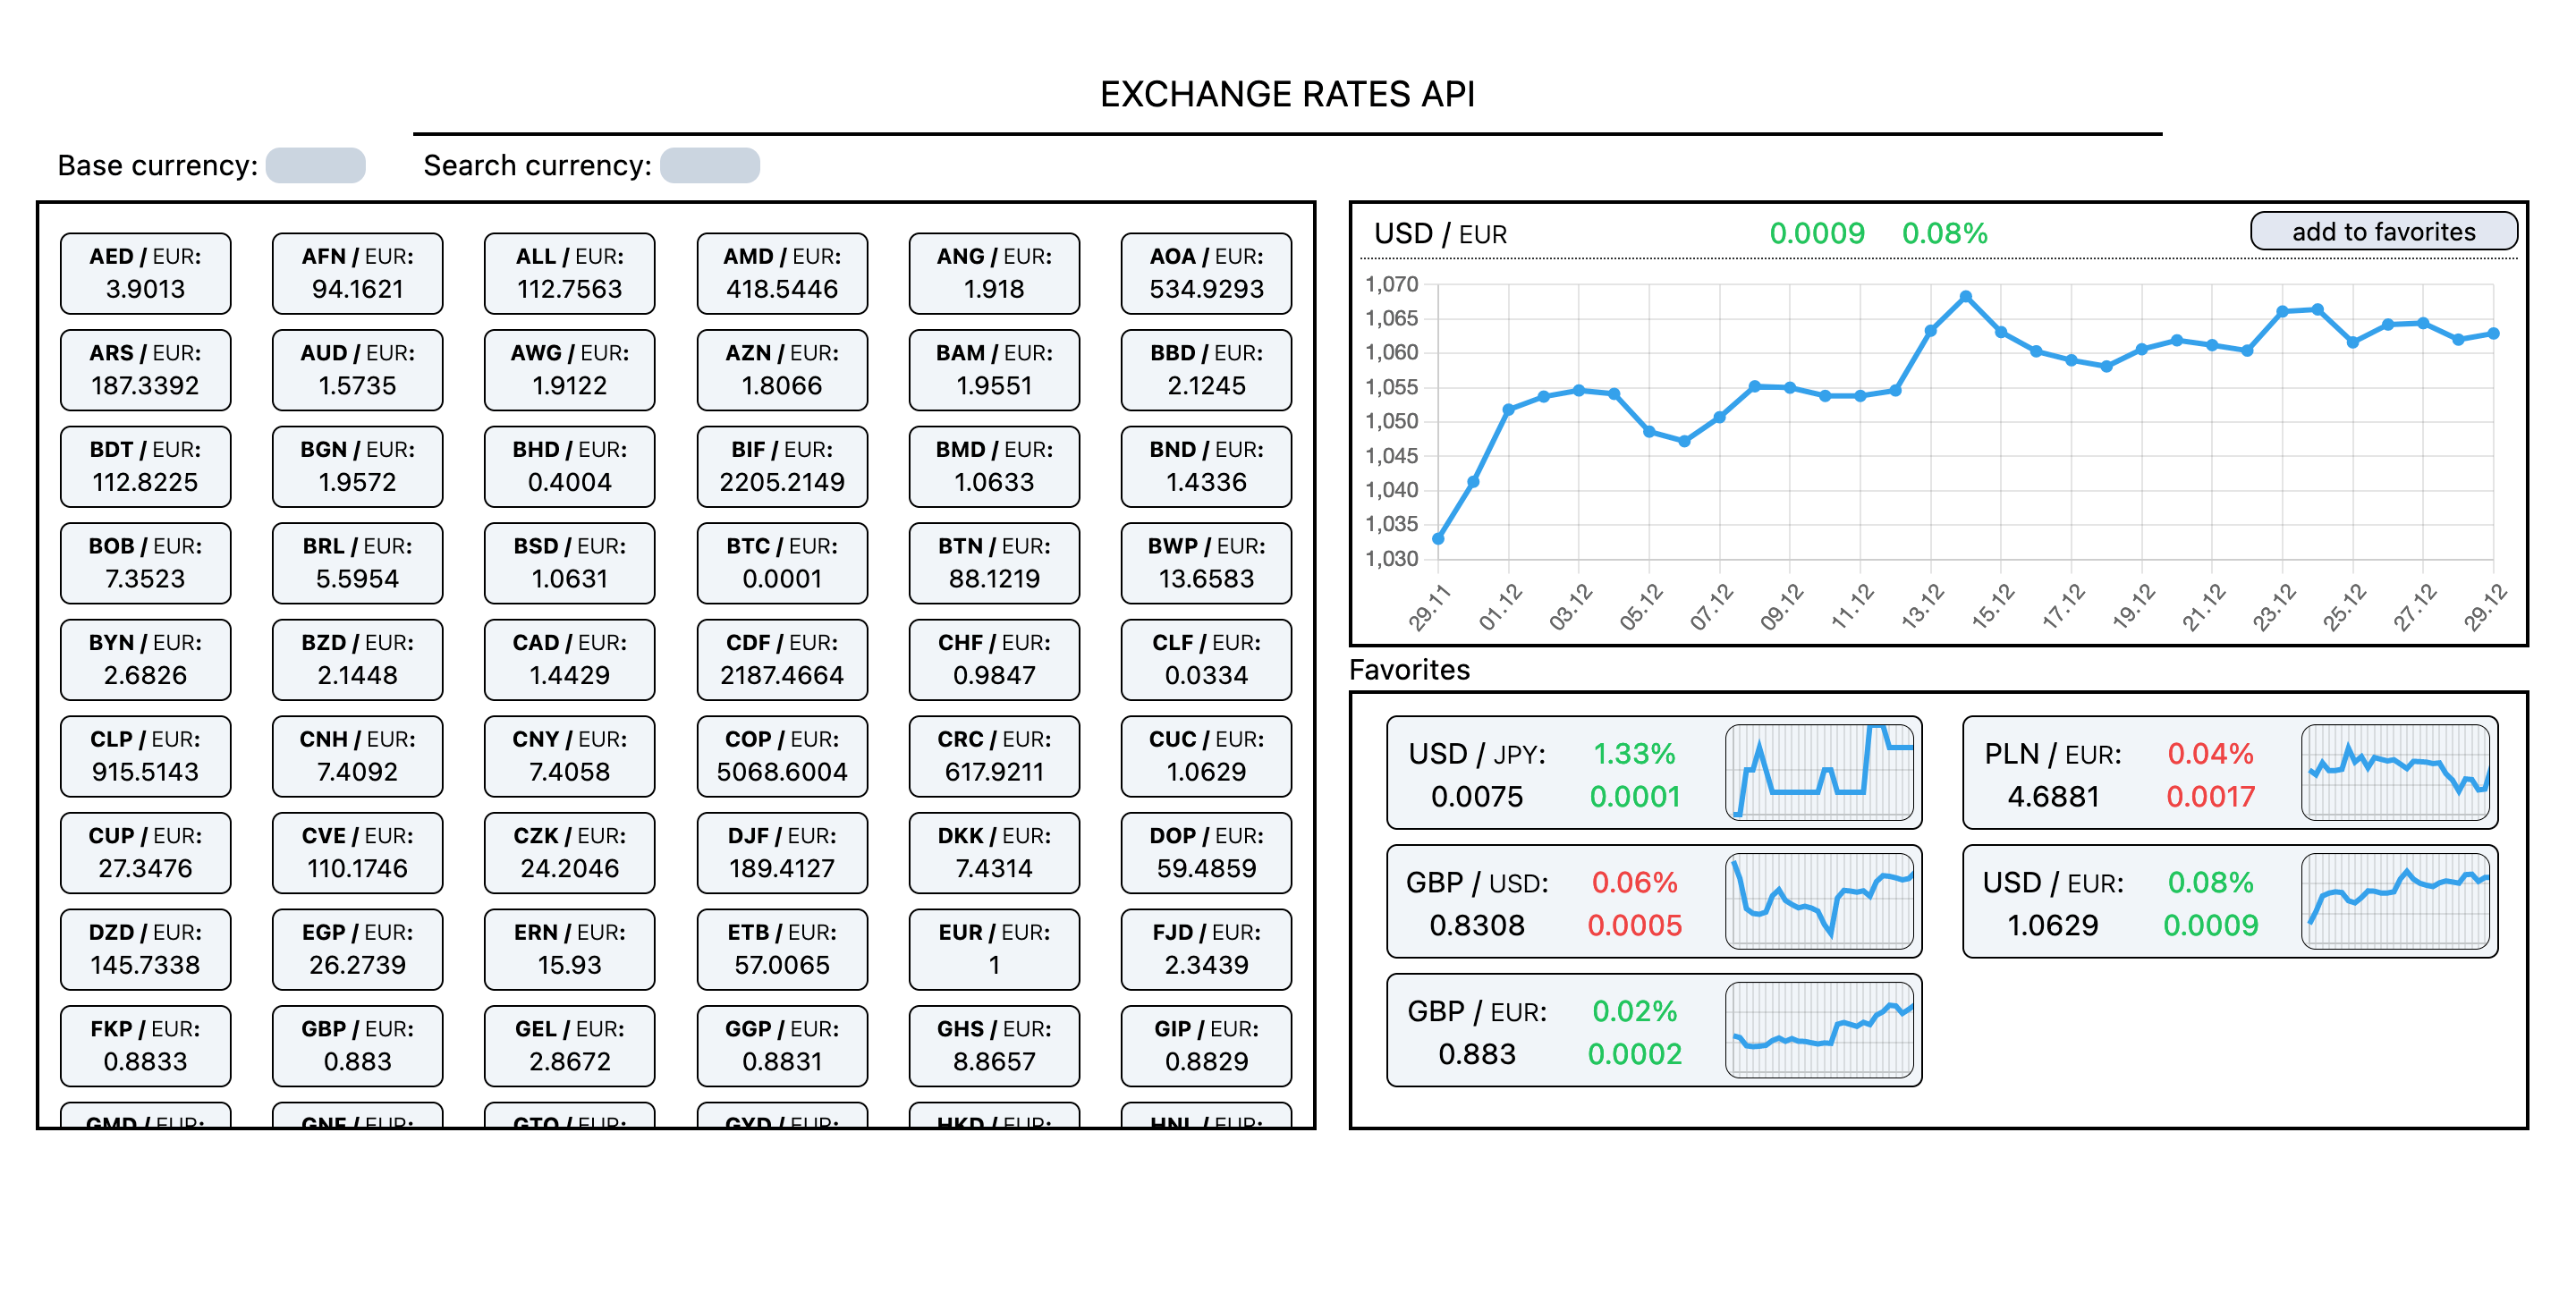 EXCHANGE RATES API
Base currency:
Search currency:
AED / EUR: AFN / EUR: ALL / EUR: AMD / EUR: ANG / EUR: AOA / EUR:
3.9013 94.1621 112.7563 418.5446 1.918 534.9293
ARS / EUR: AUD / EUR: AWG / EUR: AZN / EUR: BAM / EUR: BBD / EUR:
187.3392 1.5735 1.9122 1.8066 1.9551 2.1245
BDT / EUR: BGN / EUR: BHD / EUR: BIF / EUR: BMD / EUR: BND / EUR:
112.8225 1.9572 0.4004 2205.2149 1.0633 1.4336
BOB / EUR: BRL / EUR: BSD / EUR: BTC / EUR: BTN / EUR: BWP / EUR:
7.3523 5.5954 1.0631 0.0001 88.1219 13.6583
BYN / EUR: BZD / EUR: CAD / EUR: CDF / EUR: CHF / EUR: CLF / EUR:
2.6826 2.1448 1.4429 2187.4664 0.9847 0.0334
CLP / EUR: CNH / EUR: CNY / EUR: COP / EUR: CRC / EUR: CUC / EUR:
915.5143 7.4092 7.4058 5068.6004 617.9211 1.0629
CUP / EUR: CVE / EUR: CZK / EUR: DJF / EUR: DKK / EUR: DOP / EUR:
27.3476 110.1746 24.2046 189.4127 7.4314 59.4859
DZD / EUR: EGP / EUR: ERN / EUR: ETB / EUR: EUR / EUR: FJD / EUR:
145.7338 26.2739 15.93 57.0065 1 2.3439
FKP / EUR: GBP / EUR: GEL / EUR: GGP / EUR: GHS / EUR: GIP / EUR:
0.8833 0.883 2.8672 0.8831 8.8657 0.8829
GMD / EUR: GNF / EUR: GTQ / EUR: GYD / EUR: HKD / EUR: HNL / EUR:
USD / EUR 0.0009 0.08% add to favorites
1,070
1,065
1,060
1,055
1,050
1,045
1,040
1,035
1,030
29.11 01.12 03.12 05.12 07.12 09.12 11.12 13.12 15.12 17.12 19.12 21.12 23.12 25.12 27.12 29.12
Favorites
USD / JPY: 1.33%
0.0075 0.0001
PLN / EUR: 0.04%
4.6881 0.0017
GBP / USD: 0.06%
0.8308 0.0005
USD / EUR: 0.08%
1.0629 0.0009
GBP / EUR: 0.02%
0.883 0.0002